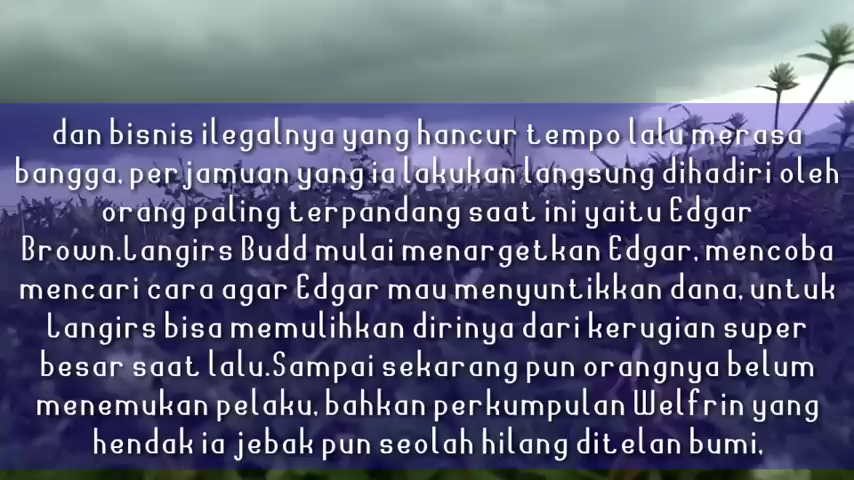 dan bisnis ilegalnya yang hancur tempo lalu merasa
bangga, perjamuan yang ia lakukan langsung dihadiri oleh
orang paling terpandang saat ini yaitu Edgar
Brown.Langirs Budd mulai menargetkan Edgar, mencoba
mencari cara agar Edgar mau menyuntikkan dana, untuk
Langirs bisa memulihkan dirinya dari kerugian super
besar saat lalu.Sampai sekarang pun orangnya belum
menemukan pelaku, bahkan perkumpulan Welfrin yang
hendak ia jebak pun seolah hilang ditelan bumi,